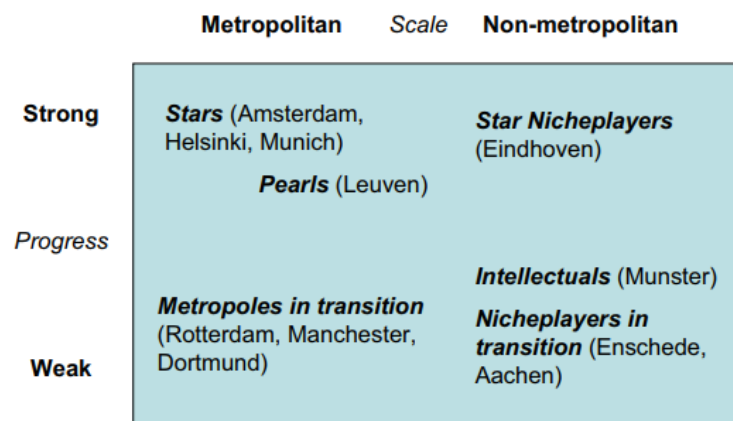 Metropolitan Scale Non-metropolitan
Strong
Stars (Amsterdam,
Helsinki, Munich)
Star Nicheplayers
(Eindhoven)
Pearls (Leuven)
Progress
Intellectuals (Munster)
Metropoles in transition
(Rotterdam, Manchester,
Dortmund)
Nicheplayers in
transition (Enschede,
Aachen)
Weak